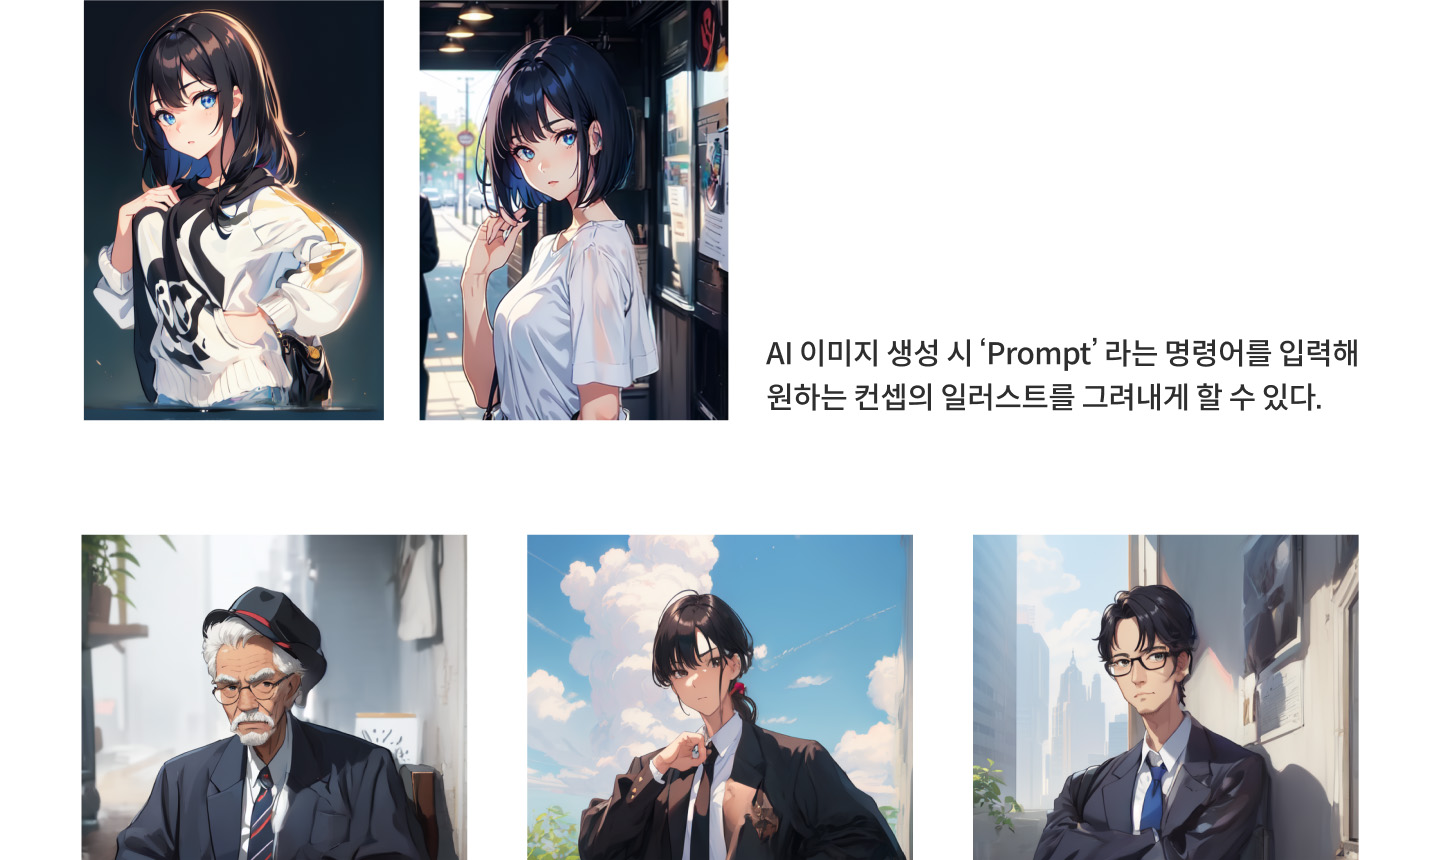 AI 이미지 생성 시 ‘Prompt’ 라는 명령어를 입력해
원하는 컨셉의 일러스트를 그려내게 할 수 있다.